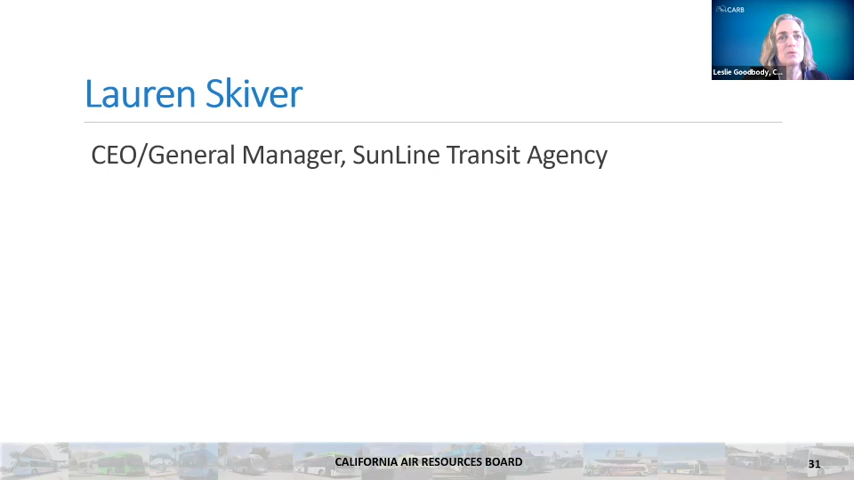 CARB
Leslie Goodbody, C...
Lauren Skiver
CEO/General Manager, SunLine Transit Agency
CALIFORNIA AIR RESOURCES BOARD
31